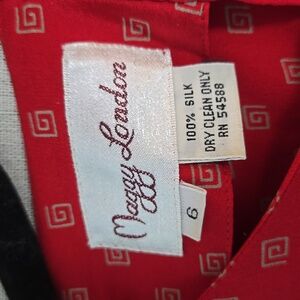 Maggy London
100% SILK
DRY CLEAN ONLY
RN 54588
6